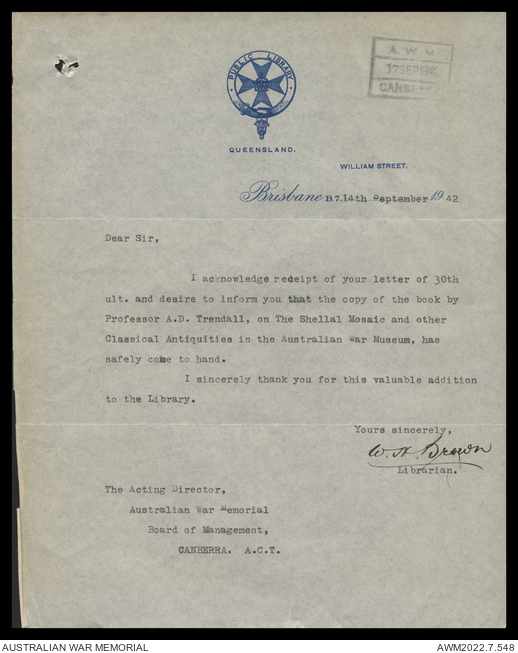 A. W. M.
17 SEP 194
CANBE
PUBLIC LIBRARY
QUEENSLAND.
WILLIAM STREET.
Brisbane B.7. 14th September 1942
Dear Sir,
I acknowledge receipt of your letter of 30th
ult. and desire to inform you that the copy of the book by
Professor A.D. Trendall, on The Shellal Mosaic and other
Classical Antiquities in the Australian War Museum, has
safely come to hand.
I sincerely thank you for this valuable addition
to the Library.
Yours sincerely,
W. H. Brown
Librarian.
The Acting Director,
Australian War Memorial
Board of Management,
CANBERRA. A.C.T.
AUSTRALIAN WAR MEMORIAL
AWM2022.7.548